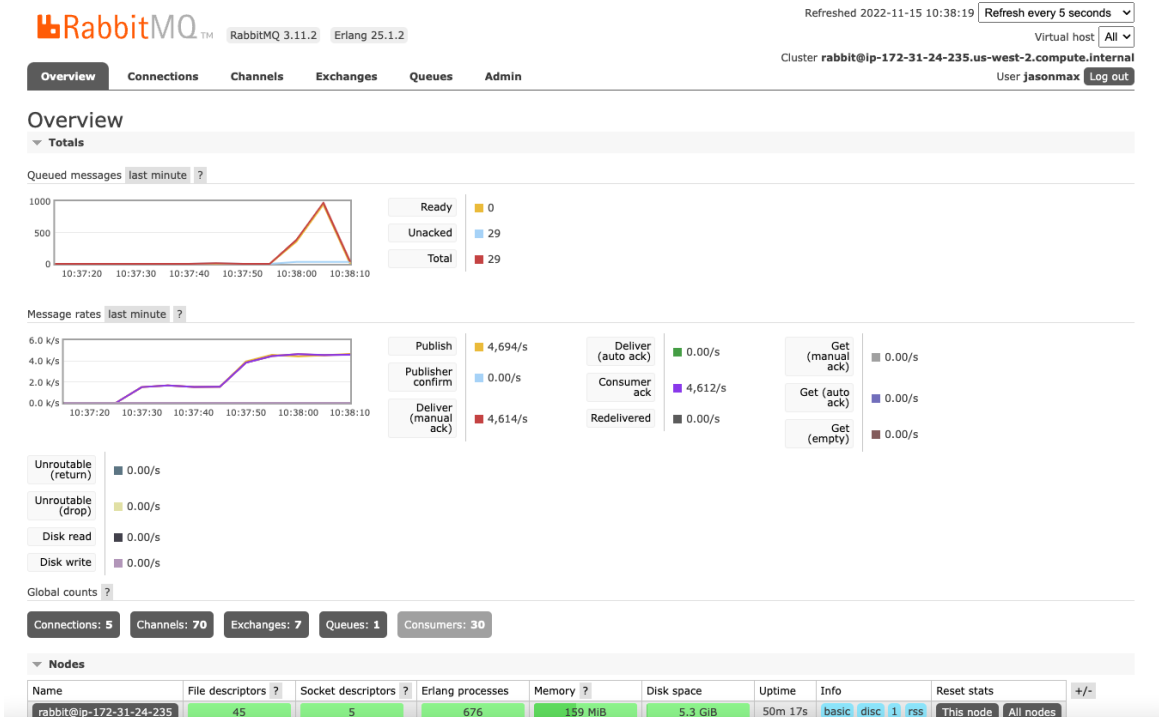 RabbitMQ TM RabbitMQ 3.11.2 Erlang 25.1.2
Refreshed 2022-11-15 10:38:19 Refresh every 5 seconds
Virtual host All
Cluster rabbit@ip-172-31-24-235.us-west-2.compute.internal
User jasonmax Log out
Overview Connections Channels Exchanges Queues Admin
Overview
Totals
Queued messages last minute ?
1000
500
0
10:37:20 10:37:30 10:37:40 10:37:50 10:38:00 10:38:10
Ready 0
Unacked 29
Total 29
Message rates last minute ?
6.0 k/s
4.0 k/s
2.0 k/s
0.0 k/s
10:37:20 10:37:30 10:37:40 10:37:50 10:38:00 10:38:10
Publish 4,694/s
Publisher
confirm 0.00/s
Deliver
(manual
ack) 4,614/s
Deliver
(auto ack) 0.00/s
Consumer
ack 4,612/s
Redelivered 0.00/s
Get
(manual
ack) 0.00/s
Get (auto
ack) 0.00/s
Get
(empty) 0.00/s
Unroutable
(return) 0.00/s
Unroutable
(drop) 0.00/s
Disk read 0.00/s
Disk write 0.00/s
Global counts ?
Connections: 5 Channels: 70 Exchanges: 7 Queues: 1 Consumers: 30
Nodes
Name File descriptors ? Socket descriptors ? Erlang processes Memory ? Disk space Uptime Info Reset stats +/-
rabbit@ip-172-31-24-235 45 5 676 159 MiB 5.3 GiB 50m 17s basic disc 1 rss This node All nodes